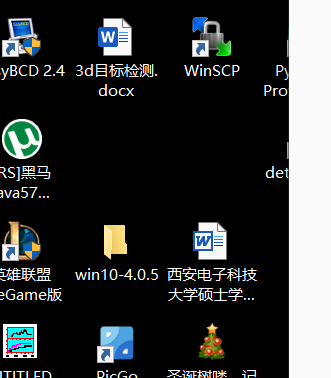 yBCD 2.4
3d目标检测.
docx
WinSCP
Py
Pro
RS]黑马
ava57...
det
英雄联盟
eGame版
win10-4.0.5
西安电子科技
大学硕士学...
NTITLED
PicGo
圣诞树喽、记